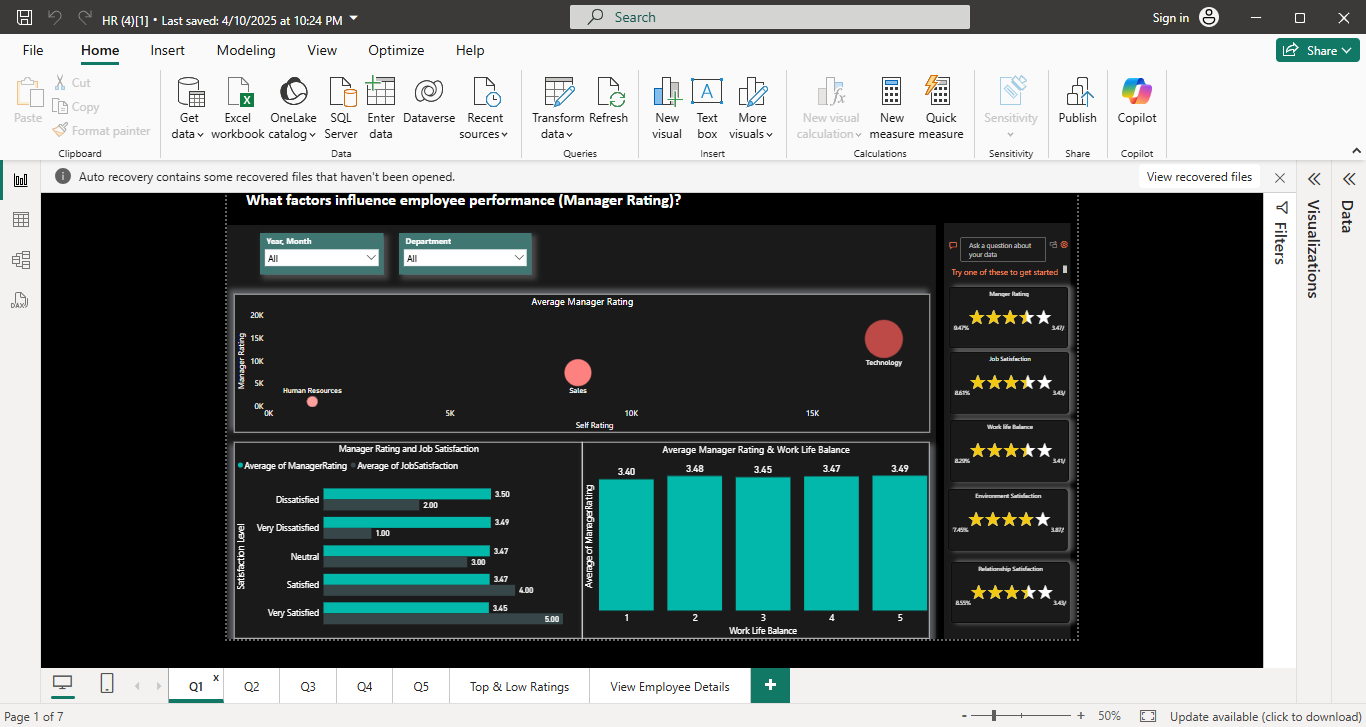 HR (4)[1] • Last saved: 4/10/2025 at 10:24 PM
Search
Sign in
File Home Insert Modeling View Optimize Help
Share
Paste
Cut
Copy
Format painter
Clipboard
Get data
Excel workbook
OneLake catalog
SQL Server
Enter data
Dataverse
Recent sources
Data
Transform data
Refresh
Queries
New visual
Text box
More visuals
Insert
New visual calculation
New measure
Quick measure
Calculations
Sensitivity
Sensitivity
Publish
Share
Copilot
Copilot
Auto recovery contains some recovered files that haven't been opened.
View recovered files
Filters
Visualizations
Data
What factors influence employee performance (Manager Rating)?
Year, Month
All
Department
All
Ask a question about
your data
Try one of these to get started
Average Manager Rating
Manager Rating
20K
15K
10K
5K
0K
Human Resources
Sales
Technology
0K 5K 10K 15K
Self Rating
Manger Rating
3.47/
Job Satisfaction
8.61%
3.43/
Work life Balance
8.29%
3.41/
Environment Satisfaction
7.45%
3.87/
Relationship Satisfaction
8.55%
3.43/
Manager Rating and Job Satisfaction
Average of ManagerRating Average of JobSatisfaction
Satisfaction Level
Dissatisfied 3.50
2.00
Very Dissatisfied 3.49
1.00
Neutral 3.47
3.00
Satisfied 3.47
4.00
Very Satisfied 3.45
5.00
Average Manager Rating & Work Life Balance
Average of ManagerRating
3.40 3.48 3.45 3.47 3.49
1 2 3 4 5
Work Life Balance
Q1 x Q2 Q3 Q4 Q5 Top & Low Ratings View Employee Details +
Page 1 of 7
- + 50%
Update available (click to download)